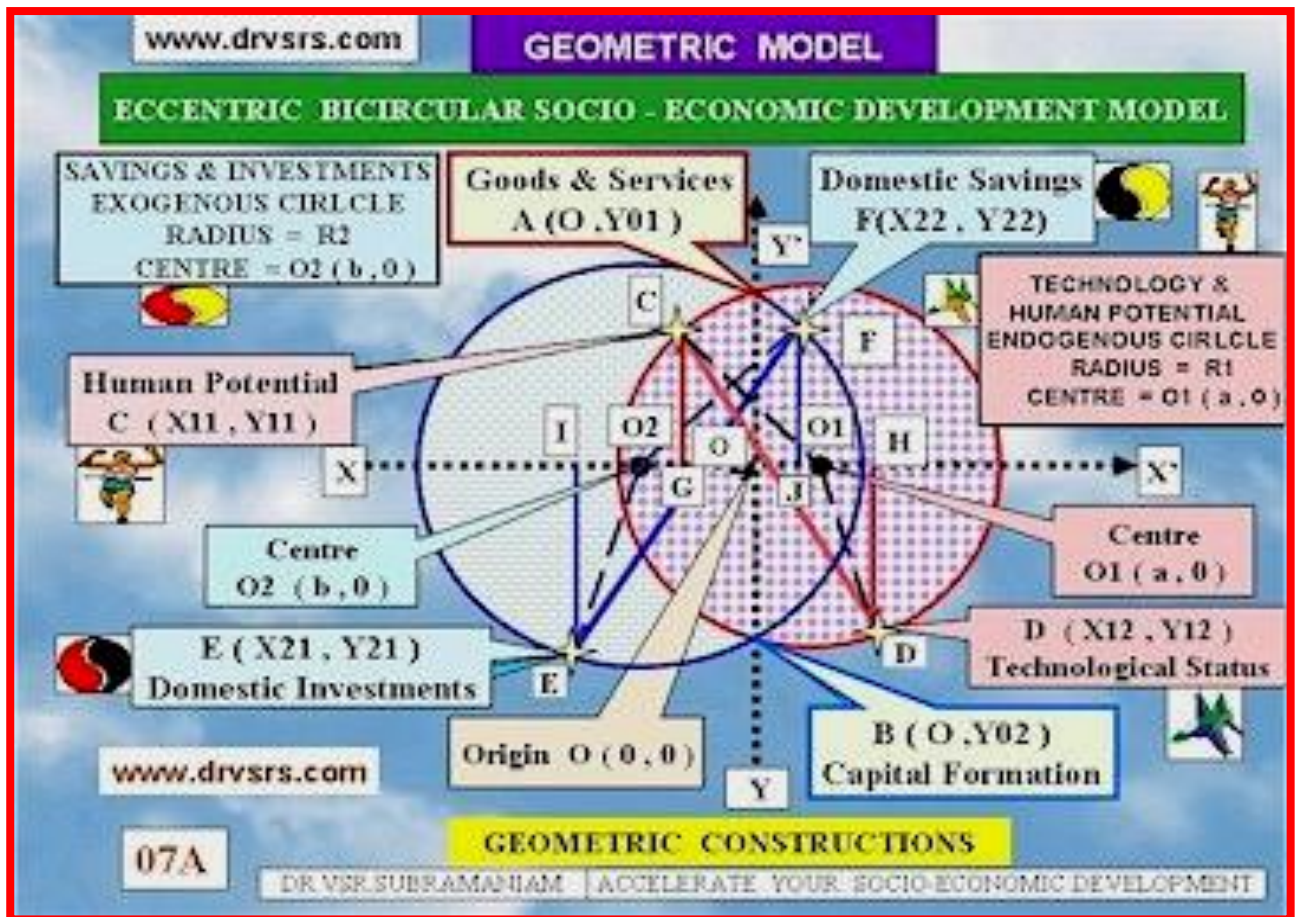 www.drvsrs.com
GEOMETRIC MODEL
ECCENTRIC BICIRCULAR SOCIO - ECONOMIC DEVELOPMENT MODEL
SAVINGS & INVESTMENTS
EXOGENOUS CIRLCLE
RADIUS = R2
CENTRE = O2 (b,0)
Goods & Services
A (O ,Y01 )
Domestic Savings
F(X22 , Y22)
Y'
TECHNOLOGY &
HUMAN POTENTIAL
ENDOGENOUS CIRLCLE
RADIUS = R1
CENTRE = O1 ( a , 0 )
C
F
Human Potential
C ( X11 , Y11 )
I
O2
O
O1
H
X
G
J
X'
Centre
O2 ( b , 0 )
Centre
O1 ( a , 0 )
E ( X21 , Y21 )
Domestic Investments
E
D
D ( X12 , Y12 )
Technological Status
Origin O ( 0 , 0 )
B ( O ,Y02 )
Capital Formation
www.drvsrs.com
Y
07A
GEOMETRIC CONSTRUCTIONS
DR.VSR.SUBRAMANIAM ACCELERATE YOUR SOCIO-ECONOMIC DEVELOPMENT